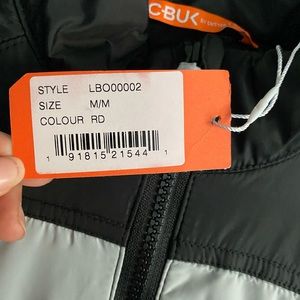 C-BUK
STYLE LBO00002
SIZE M/M
COLOUR RD
1 91815 21544 1